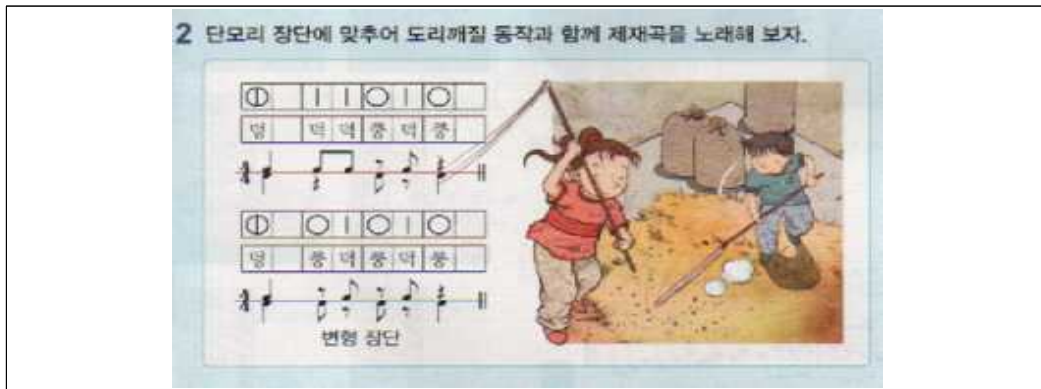 2 단모리 장단에 맞추어 도리깨질 동작과 함께 제재곡을 노래해 보자.
덩 덕 덕 쿵 덕 쿵
덩 쿵 덕 쿵 덕 쿵
변형 장단